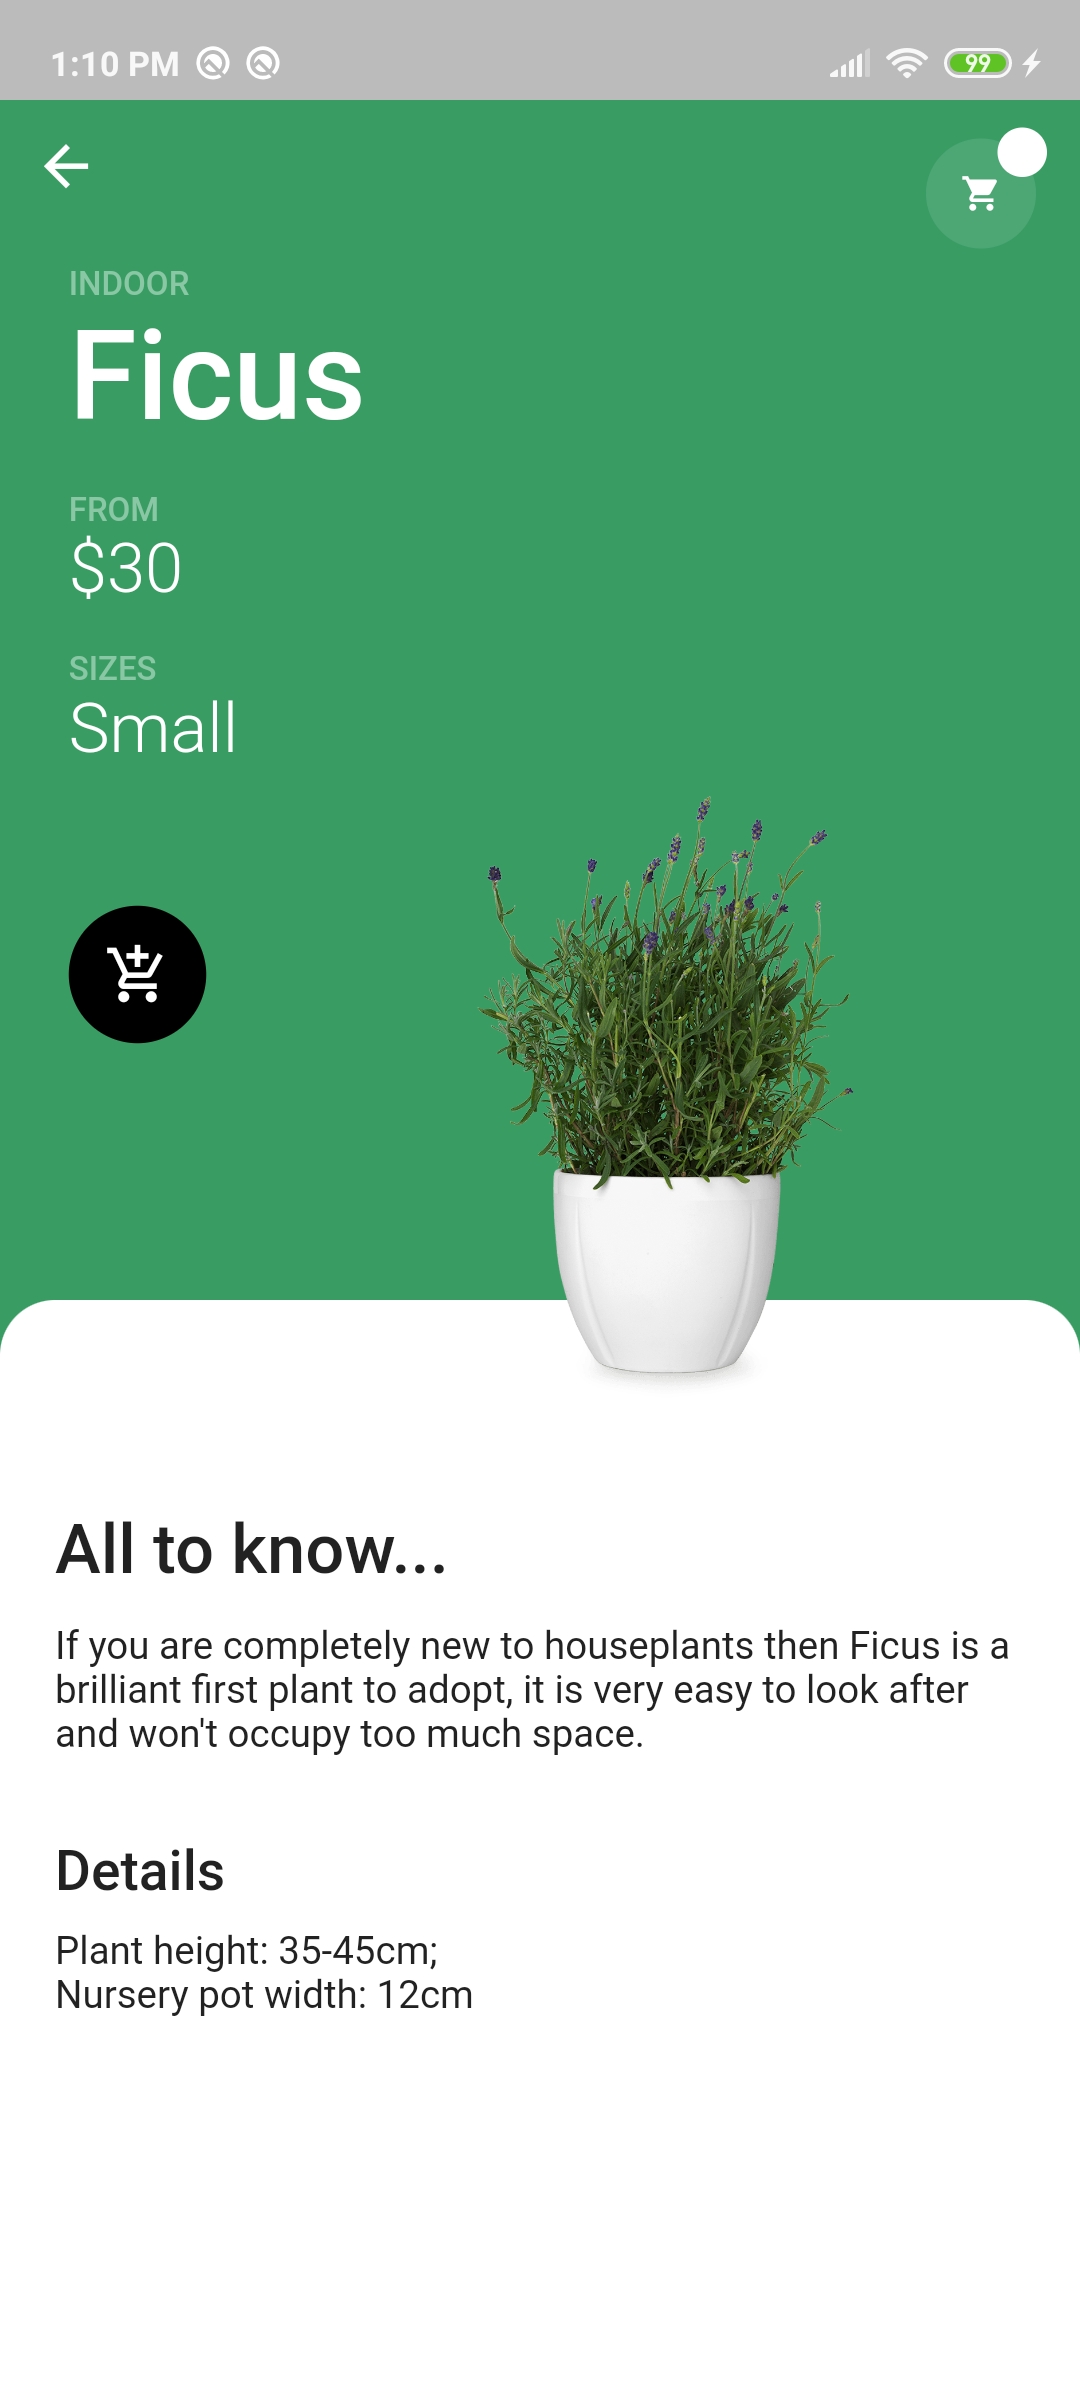 1:10 PM
99
INDOOR
Ficus
FROM
$30
SIZES
Small
All to know...
If you are completely new to houseplants then Ficus is a
brilliant first plant to adopt, it is very easy to look after
and won't occupy too much space.
Details
Plant height: 35-45cm;
Nursery pot width: 12cm